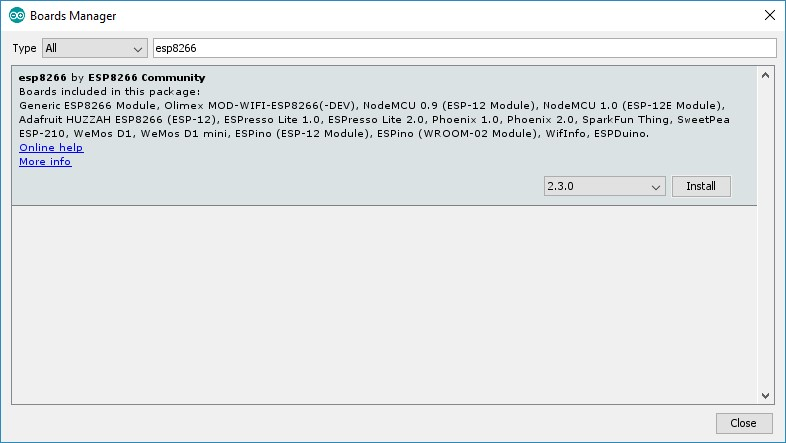 Boards Manager
Type All esp8266
esp8266 by ESP8266 Community
Boards included in this package:
Generic ESP8266 Module, Olimex MOD-WIFI-ESP8266(-DEV), NodeMCU 0.9 (ESP-12 Module), NodeMCU 1.0 (ESP-12E Module),
Adafruit HUZZAH ESP8266 (ESP-12), ESPresso Lite 1.0, ESPresso Lite 2.0, Phoenix 1.0, Phoenix 2.0, SparkFun Thing, SweetPea
ESP-210, WeMos D1, WeMos D1 mini, ESPino (ESP-12 Module), ESPino (WROOM-02 Module), WifInfo, ESPDuino.
Online help
More info
2.3.0 Install
Close